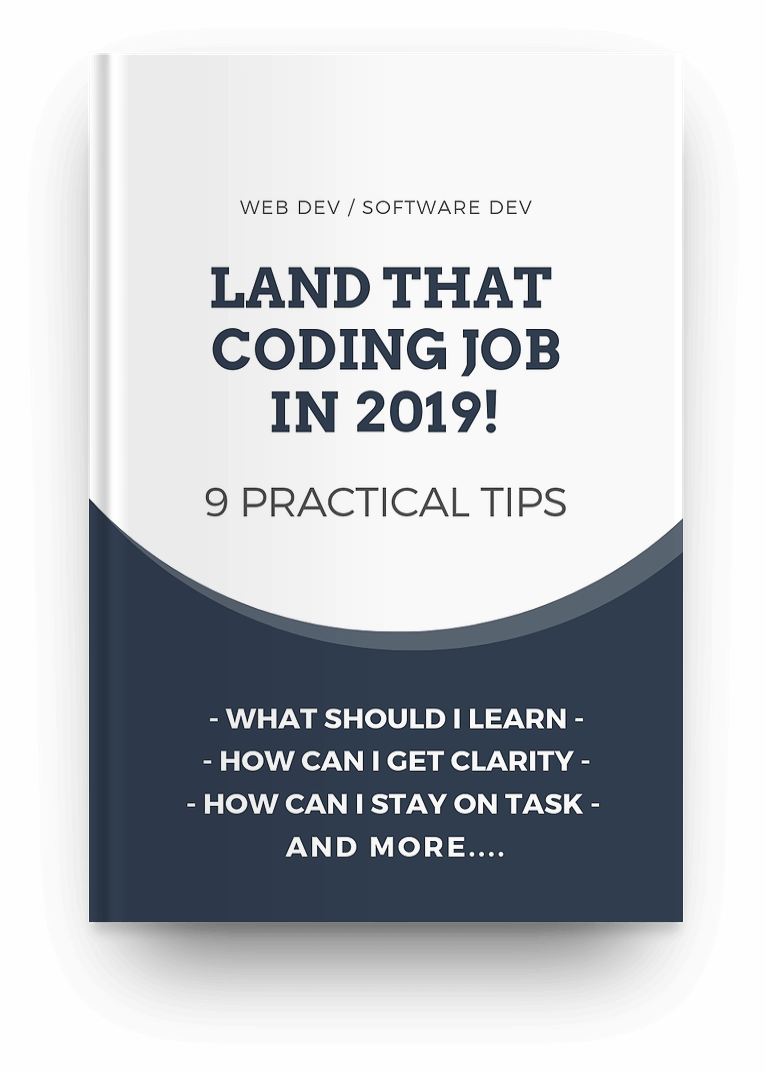 WEB DEV / SOFTWARE DEV
LAND THAT
CODING JOB
IN 2019!
9 PRACTICAL TIPS
- WHAT SHOULD I LEARN -
- HOW CAN I GET CLARITY -
- HOW CAN I STAY ON TASK -
AND MORE....